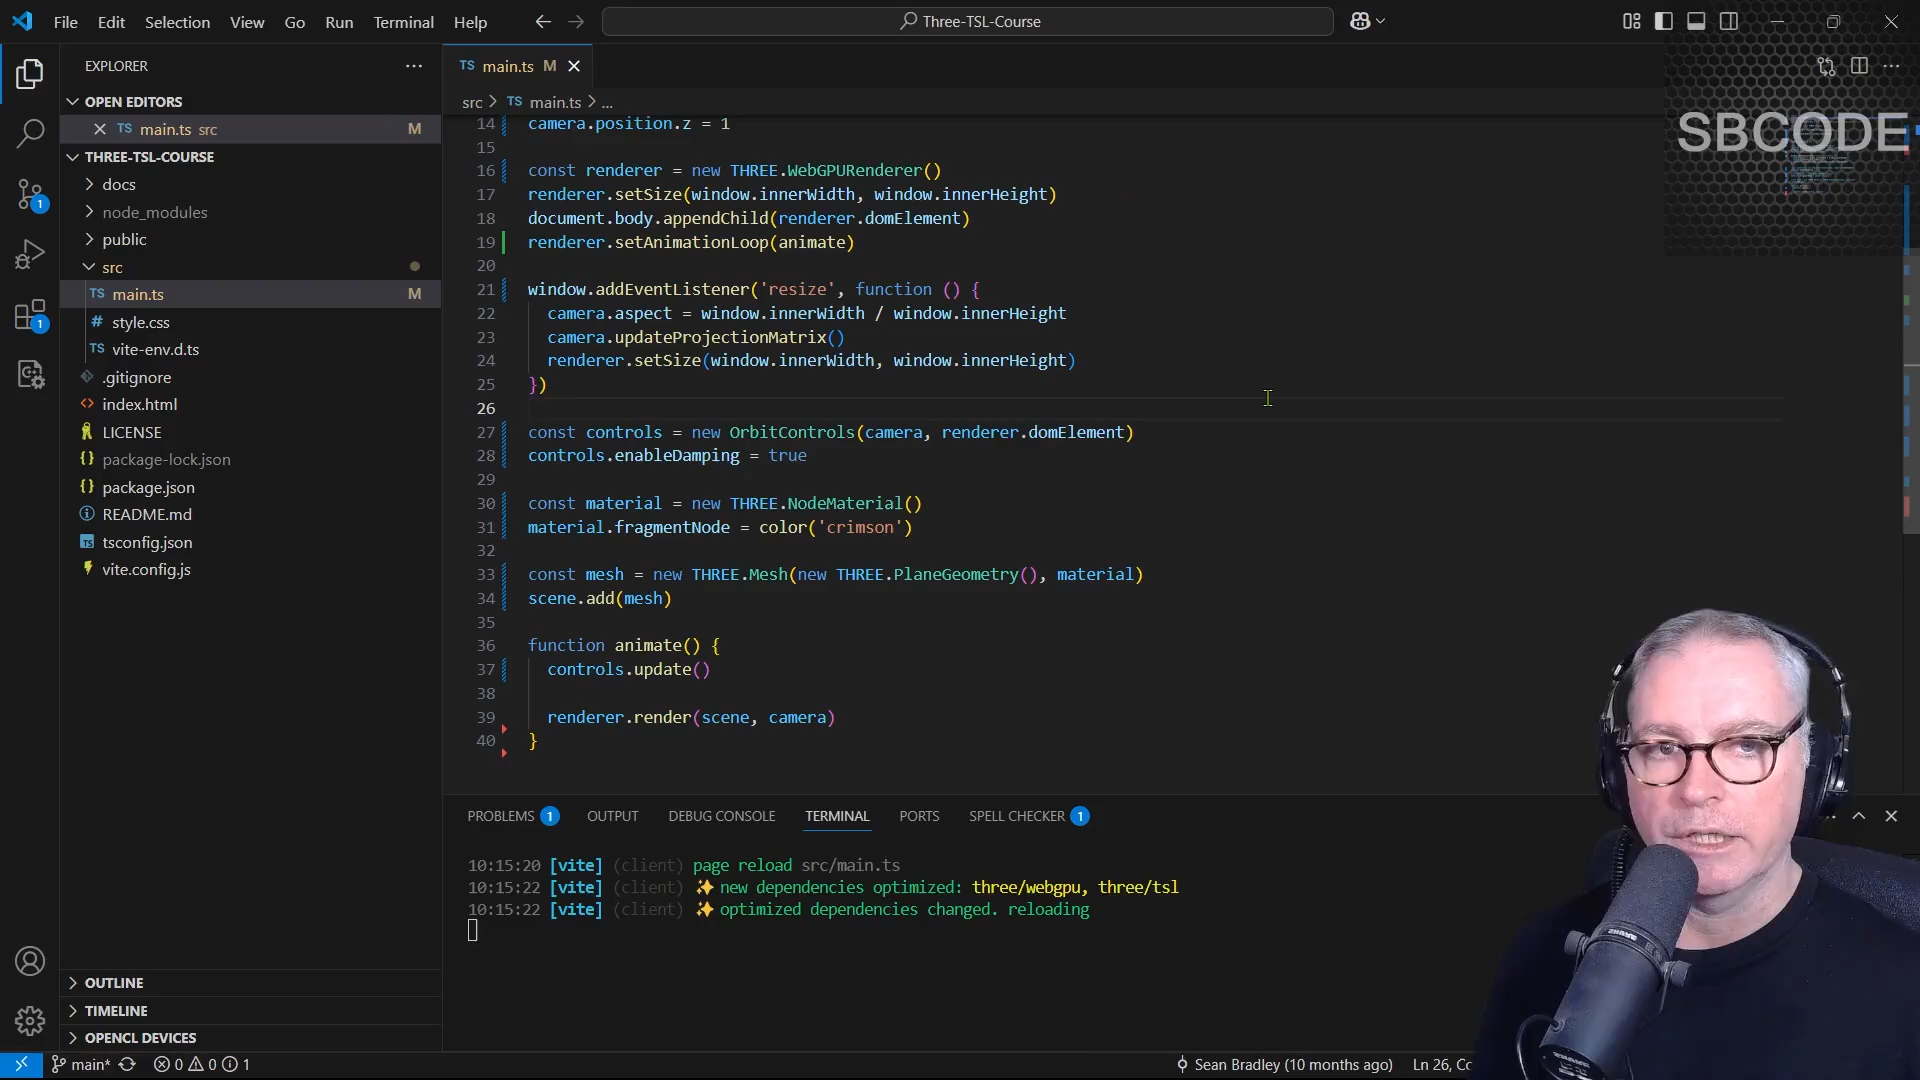 File Edit Selection View Go Run Terminal Help
Three-TSL-Course
EXPLORER
TS main.ts M
OPEN EDITORS
TS main.ts src M
src > TS main.ts > ...
THREE-TSL-COURSE
docs
node_modules
public
src
TS main.ts M
# style.css
TS vite-env.d.ts
.gitignore
index.html
LICENSE
package-lock.json
package.json
README.md
TS tsconfig.json
vite.config.js
OUTLINE
TIMELINE
OPENCL DEVICES
1
1
SBCODE
14 camera.position.z = 1
15
16 const renderer = new THREE.WebGPURenderer()
17 renderer.setSize(window.innerWidth, window.innerHeight)
18 document.body.appendChild(renderer.domElement)
19 renderer.setAnimationLoop(animate)
20
21 window.addEventListener('resize', function () {
22 camera.aspect = window.innerWidth / window.innerHeight
23 camera.updateProjectionMatrix()
24 renderer.setSize(window.innerWidth, window.innerHeight)
25 })
26
27 const controls = new OrbitControls(camera, renderer.domElement)
28 controls.enableDamping = true
29
30 const material = new THREE.NodeMaterial()
31 material.fragmentNode = color('crimson')
32
33 const mesh = new THREE.Mesh(new THREE.PlaneGeometry(), material)
34 scene.add(mesh)
35
36 function animate() {
37 controls.update()
38
39 renderer.render(scene, camera)
40 }
PROBLEMS 1 OUTPUT DEBUG CONSOLE TERMINAL PORTS SPELL CHECKER 1
10:15:20 [vite] (client) page reload src/main.ts
10:15:22 [vite] (client) ✨ new dependencies optimized: three/webgpu, three/tsl
10:15:22 [vite] (client) ✨ optimized dependencies changed. reloading
main* 0 0 1
Sean Bradley (10 months ago) Ln 26,